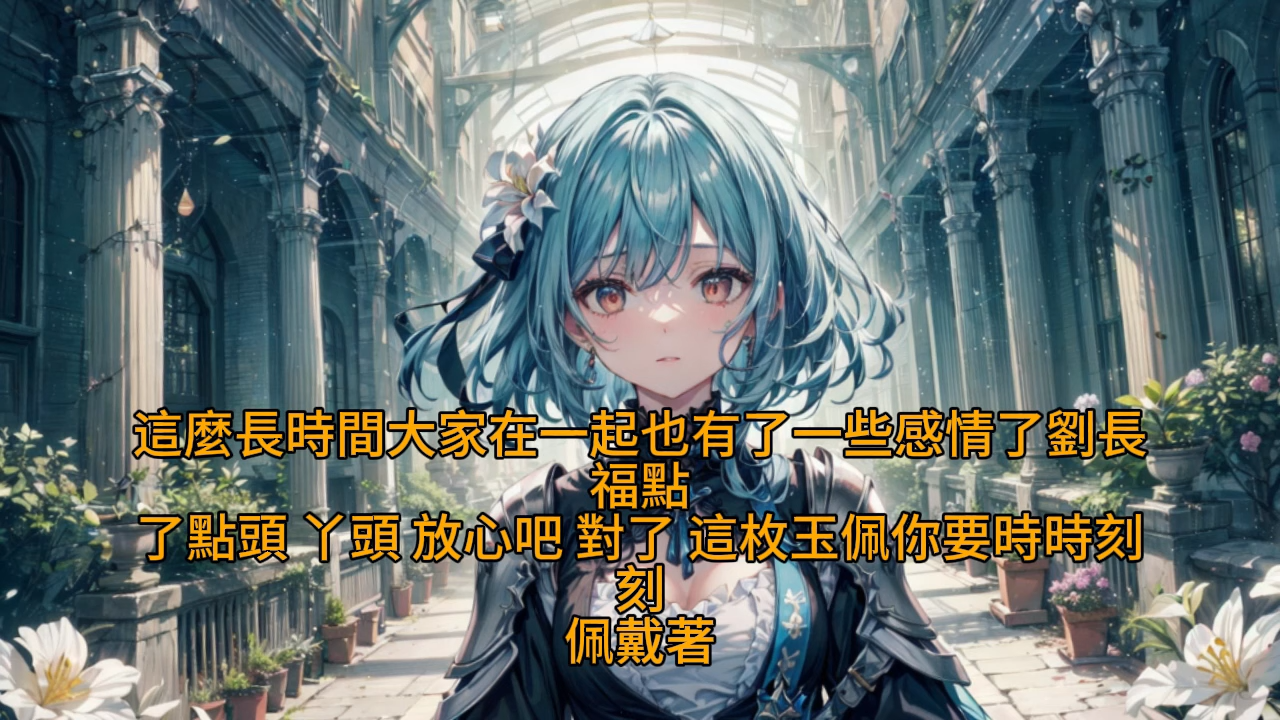 這麼長時間大家在一起也有了一些感情了劉長
福點
了點頭 丫頭 放心吧 對了 這枚玉佩你要時時刻
刻
佩戴著